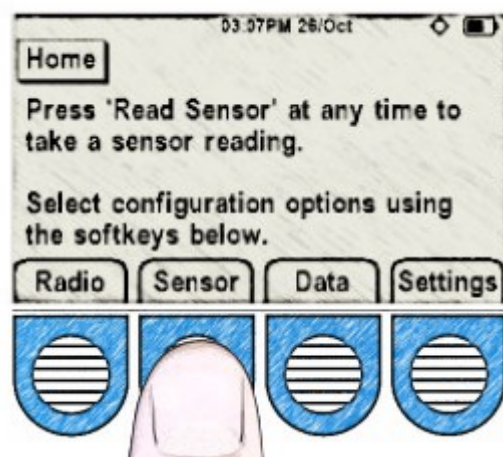 03:07PM 26/Oct
Home
Press 'Read Sensor' at any time to
take a sensor reading.
Select configuration options using
the softkeys below.
Radio Sensor Data Settings